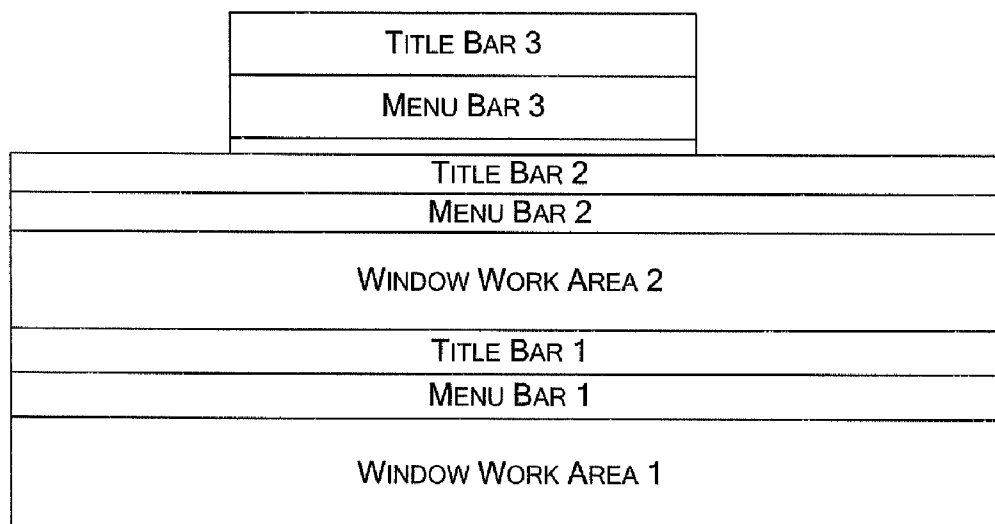 TITLE BAR 3
MENU BAR 3
TITLE BAR 2
MENU BAR 2
WINDOW WORK AREA 2
TITLE BAR 1
MENU BAR 1
WINDOW WORK AREA 1